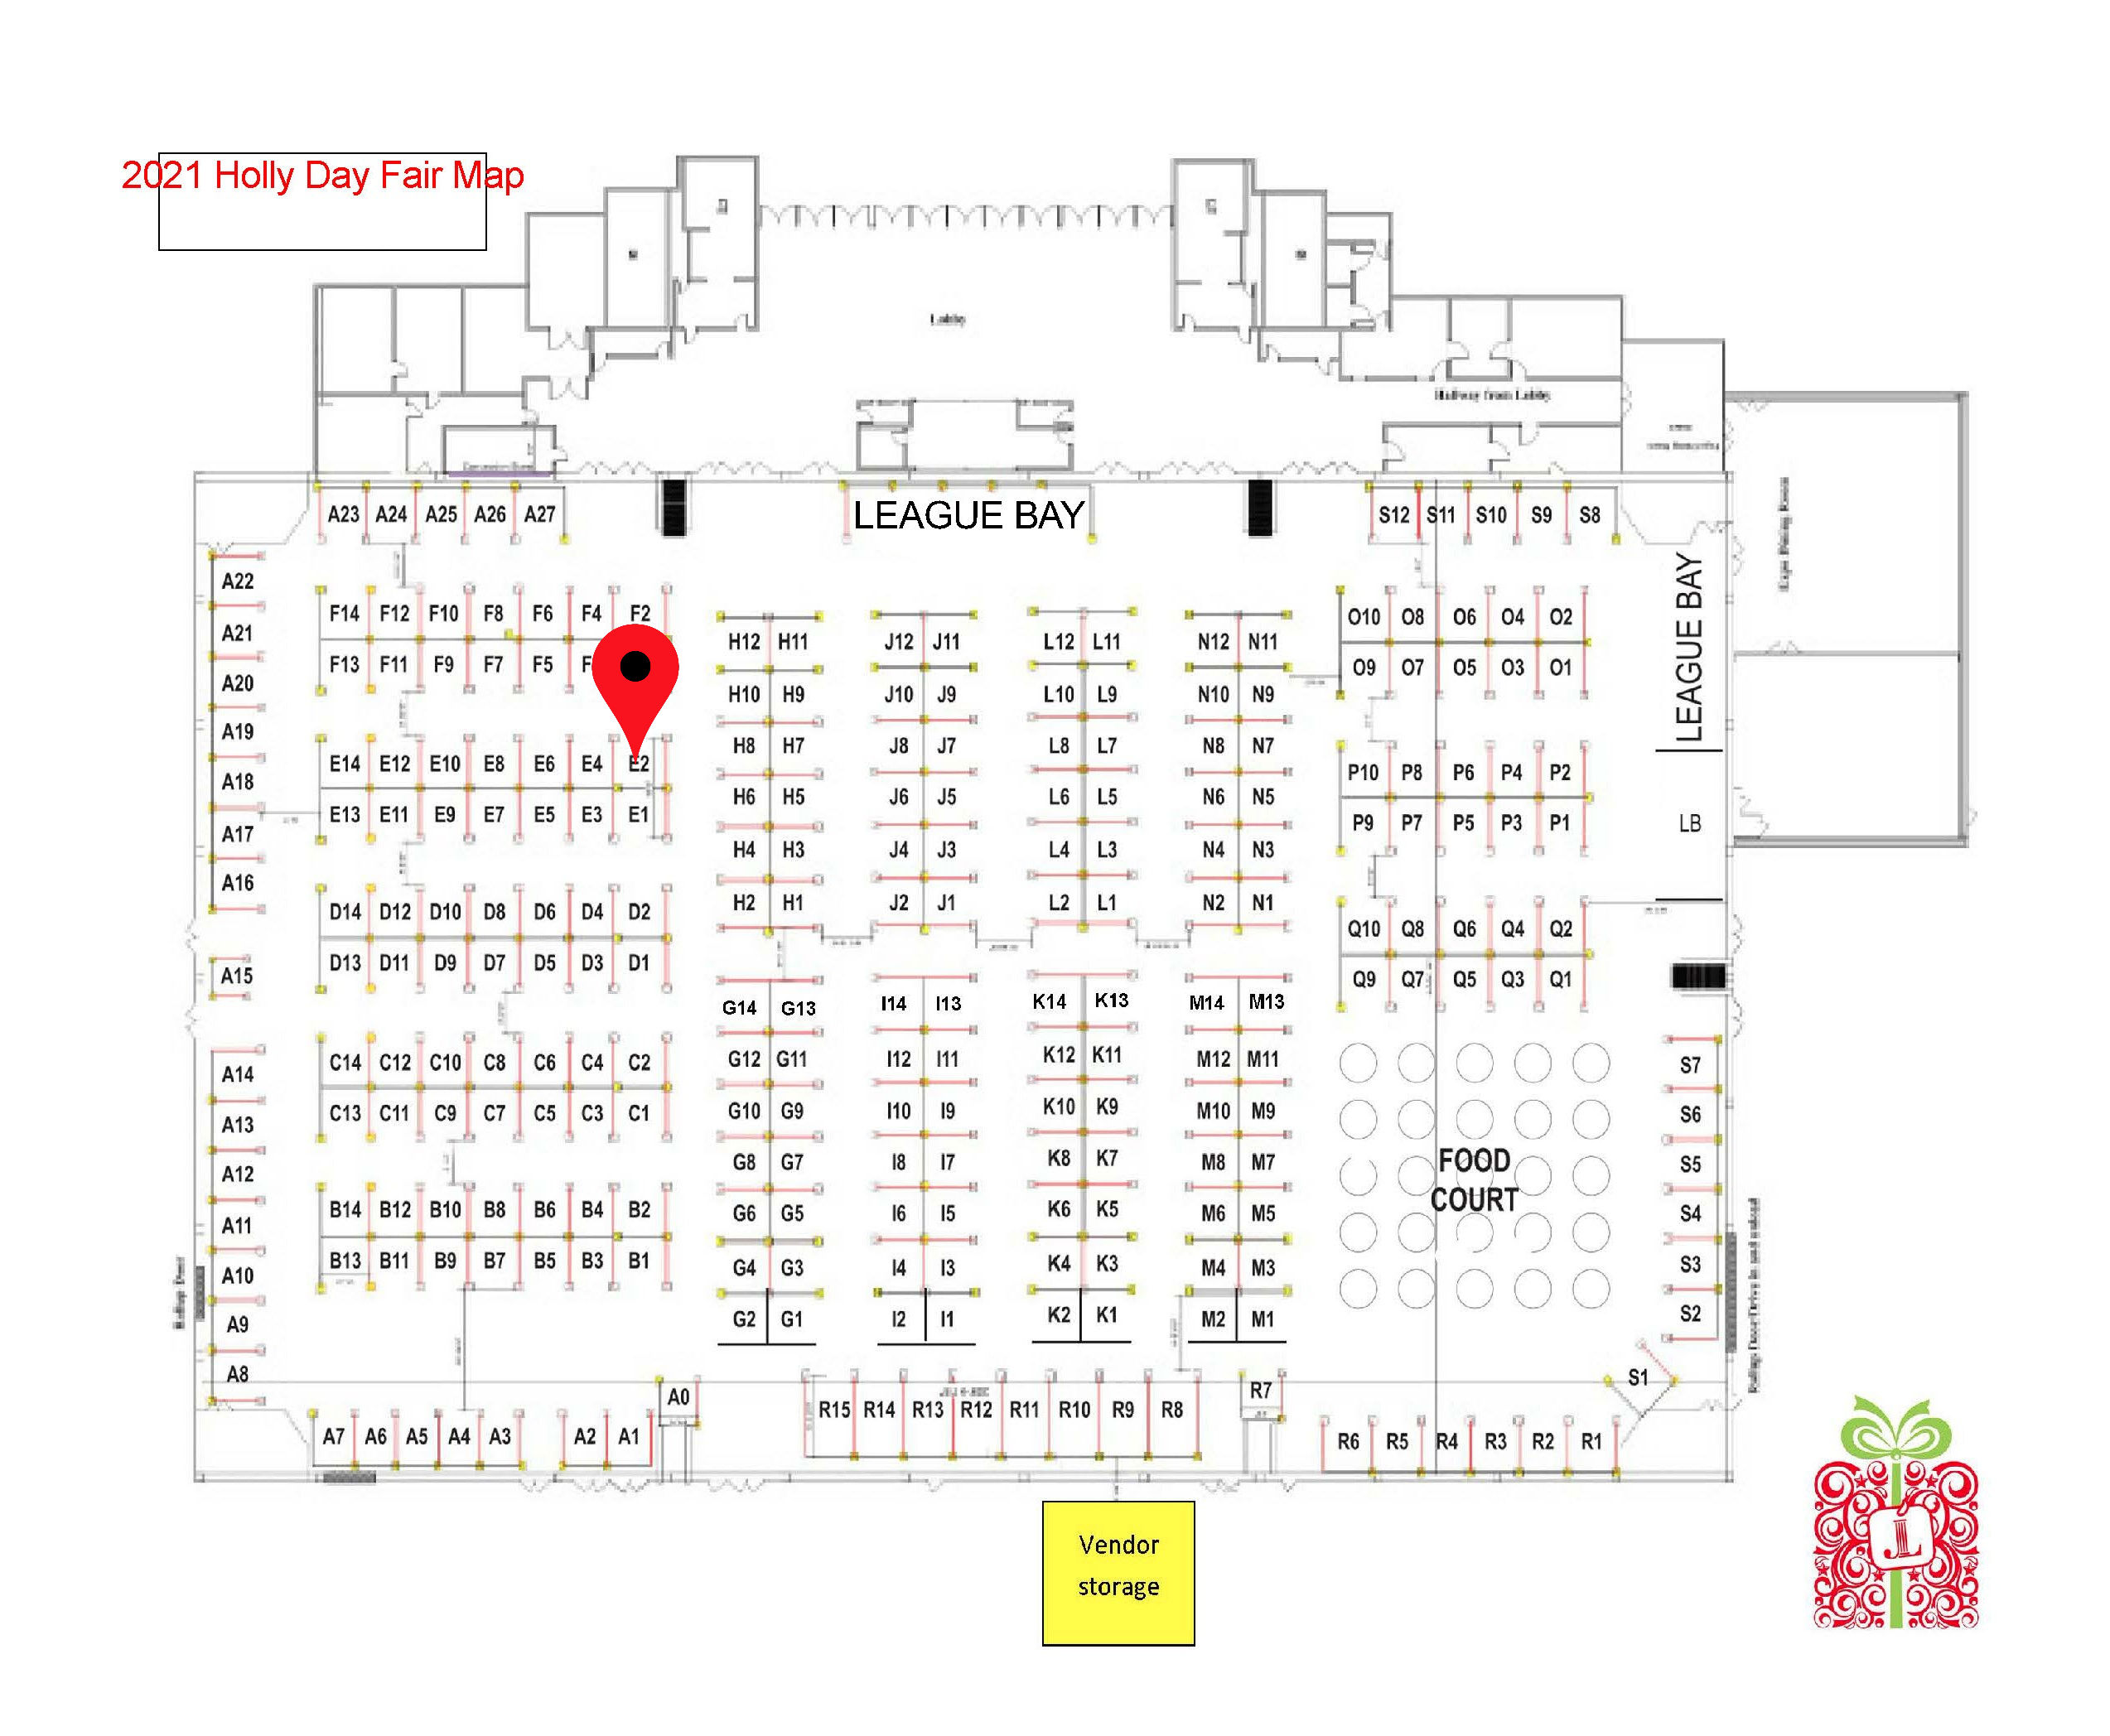 2021 Holly Day Fair Map
Lobby
Hallway from Lobby
LEAGUE BAY
A23 A24 A25 A26 A27
S12 S11 S10 S9 S8
A22
A21
A20
A19
A18
A17
A16
A15
A14
A13
A12
A11
A10
A9
A8
F14 F12 F10 F8 F6 F4 F2
F13 F11 F9 F7 F5 F
E14 E12 E10 E8 E6 E4 E2
E13 E11 E9 E7 E5 E3 E1
D14 D12 D10 D8 D6 D4 D2
D13 D11 D9 D7 D5 D3 D1
C14 C12 C10 C8 C6 C4 C2
C13 C11 C9 C7 C5 C3 C1
B14 B12 B10 B8 B6 B4 B2
B13 B11 B9 B7 B5 B3 B1
H12 H11
H10 H9
H8 H7
H6 H5
H4 H3
H2 H1
G14 G13
G12 G11
G10 G9
G8 G7
G6 G5
G4 G3
G2 G1
J12 J11
J10 J9
J8 J7
J6 J5
J4 J3
J2 J1
I14 I13
I12 I11
I10 I9
I8 I7
I6 I5
I4 I3
I2 I1
L12 L11
L10 L9
L8 L7
L6 L5
L4 L3
L2 L1
K14 K13
K12 K11
K10 K9
K8 K7
K6 K5
K4 K3
K2 K1
N12 N11
N10 N9
N8 N7
N6 N5
N4 N3
N2 N1
M14 M13
M12 M11
M10 M9
M8 M7
M6 M5
M4 M3
M2 M1
O10 O8 O6 O4 O2
O9 O7 O5 O3 O1
P10 P8 P6 P4 P2
P9 P7 P5 P3 P1
Q10 Q8 Q6 Q4 Q2
Q9 Q7 Q5 Q3 Q1
LEAGUE BAY
LB
FOOD
COURT
S7
S6
S5
S4
S3
S2
S1
A7 A6 A5 A4 A3 A2 A1
A0
R15 R14 R13 R12 R11 R10 R9 R8
R7
R6 R5 R4 R3 R2 R1
Vendor
storage
JL